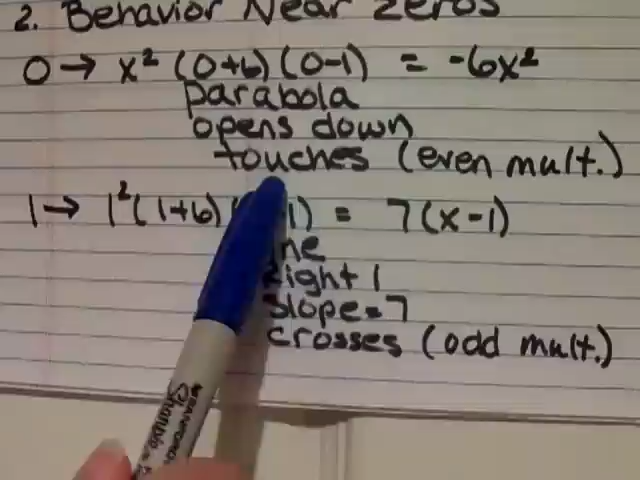 2. Behavior Near Zeros
0 → x² (0+6)(0-1) = -6x²
parabola
opens down
touches (even mult.)
1 → 1²(1+6) 1) = 7(x-1)
Right 1
Slope=7
crosses (odd mult.)